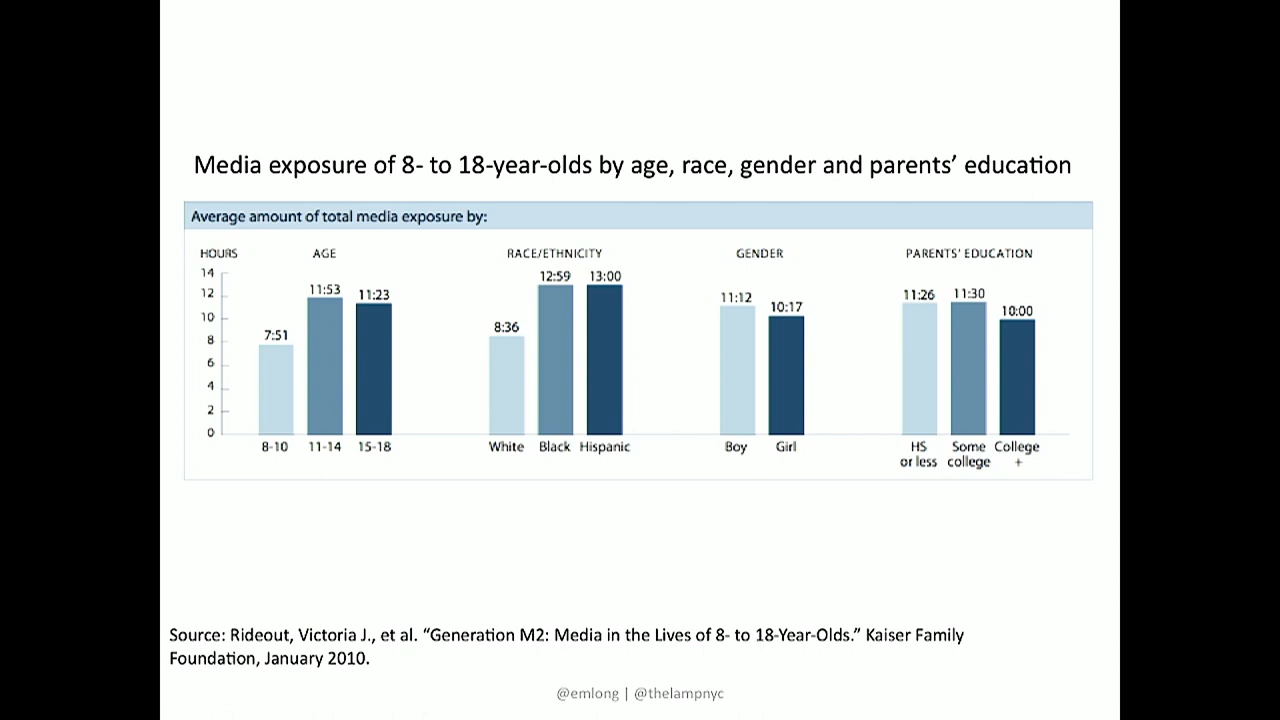 Media exposure of 8- to 18-year-olds by age, race, gender and parents’ education
Average amount of total media exposure by:
HOURS AGE RACE/ETHNICITY GENDER PARENTS' EDUCATION
14
12
10
8
6
4
2
0
7:51 11:53 11:23
8:36 12:59 13:00
11:12 10:17
11:26 11:30 10:00
8-10 11-14 15-18
White Black Hispanic
Boy Girl
HS Some College
or less college +
Source: Rideout, Victoria J., et al. “Generation M2: Media in the Lives of 8- to 18-Year-Olds.” Kaiser Family
Foundation, January 2010.
@emlong | @thelampnyc